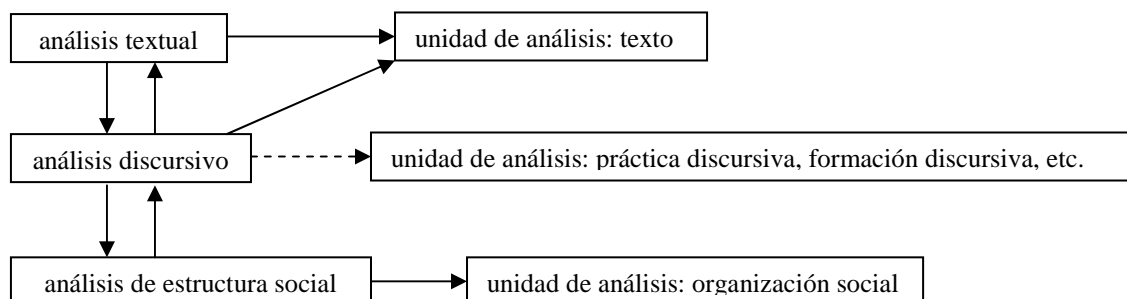 análisis textual
unidad de análisis: texto
análisis discursivo
unidad de análisis: práctica discursiva, formación discursiva, etc.
análisis de estructura social
unidad de análisis: organización social